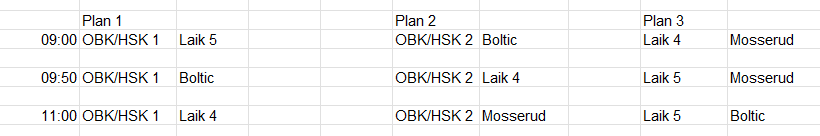 Plan 1 Plan 2 Plan 3
09:00 OBK/HSK 1 Laik 5 OBK/HSK 2 Boltic Laik 4 Mosserud
09:50 OBK/HSK 1 Boltic OBK/HSK 2 Laik 4 Laik 5 Mosserud
11:00 OBK/HSK 1 Laik 4 OBK/HSK 2 Mosserud Laik 5 Boltic